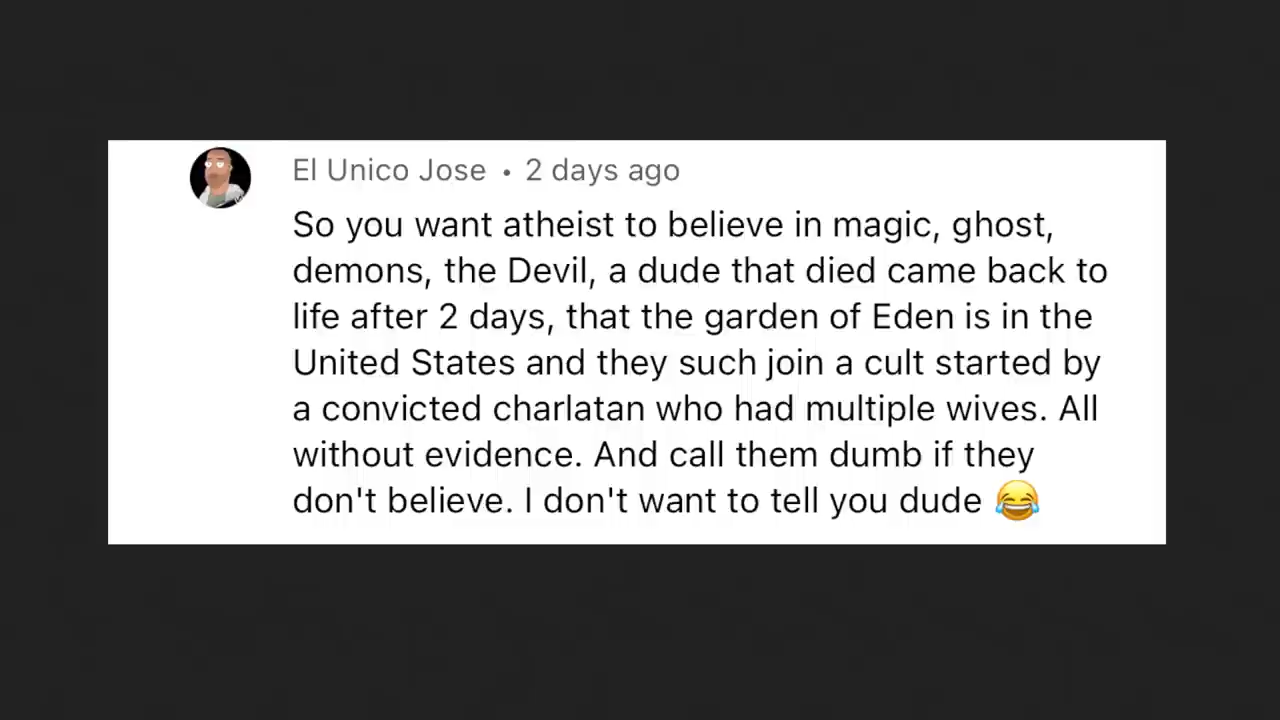 El Unico Jose • 2 days ago
So you want atheist to believe in magic, ghost,
demons, the Devil, a dude that died came back to
life after 2 days, that the garden of Eden is in the
United States and they such join a cult started by
a convicted charlatan who had multiple wives. All
without evidence. And call them dumb if they
don't believe. I don't want to tell you dude 😂